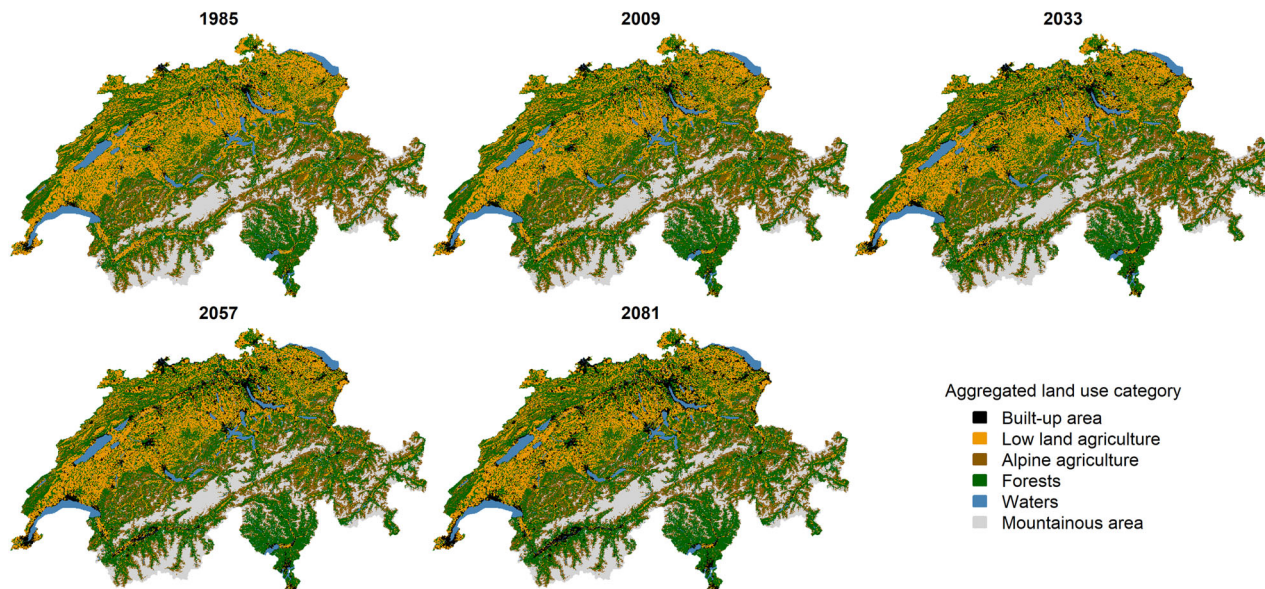 1985
2009
2033
2057
2081
Aggregated land use category
Built-up area
Low land agriculture
Alpine agriculture
Forests
Waters
Mountainous area